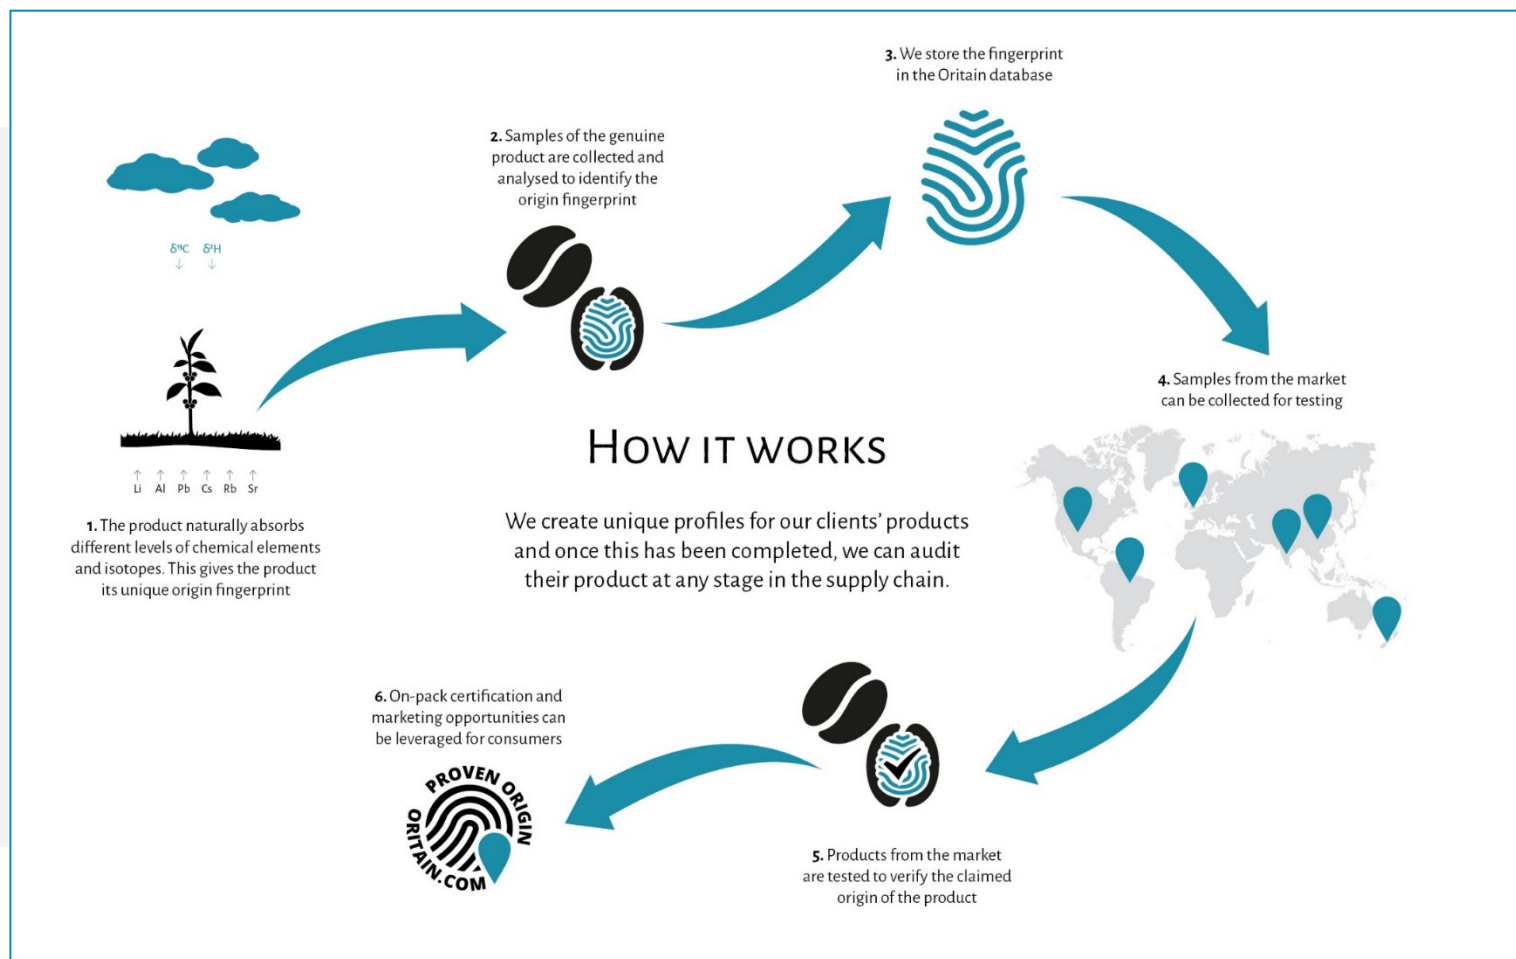 3. We store the fingerprint
in the Oritain database
2. Samples of the genuine
product are collected and
analysed to identify the
origin fingerprint
δ¹³C δ²H
↓ ↓
4. Samples from the market
can be collected for testing
HOW IT WORKS
We create unique profiles for our clients’ products
and once this has been completed, we can audit
their product at any stage in the supply chain.
↑ ↑ ↑ ↑ ↑ ↑
Li Al Pb Cs Rb Sr
1. The product naturally absorbs
different levels of chemical elements
and isotopes. This gives the product
its unique origin fingerprint
6. On-pack certification and
marketing opportunities can
be leveraged for consumers
PROVEN ORIGIN
ORITAIN.COM
5. Products from the market
are tested to verify the claimed
origin of the product